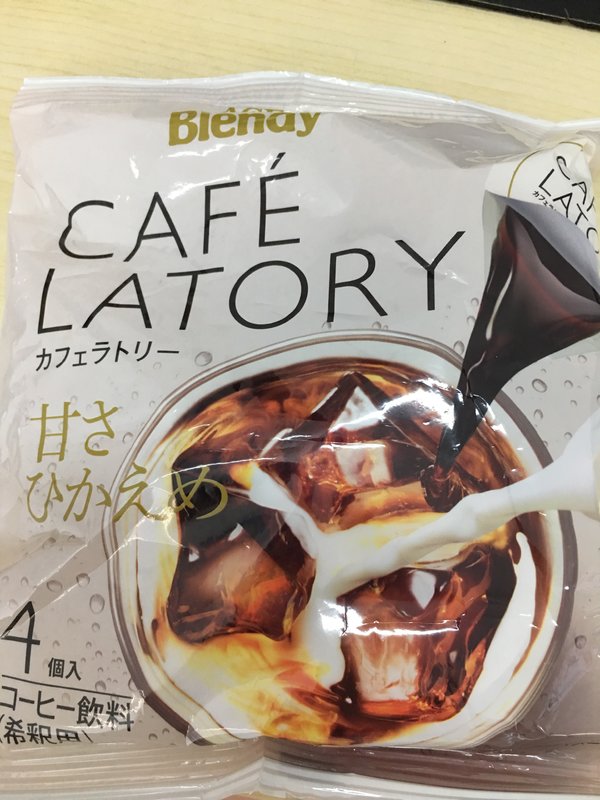 Blendy
CAFÉ
LATORY
カフェラトリー
甘さ
ひかえめ
4個入
コーヒー飲料
(希釈用)